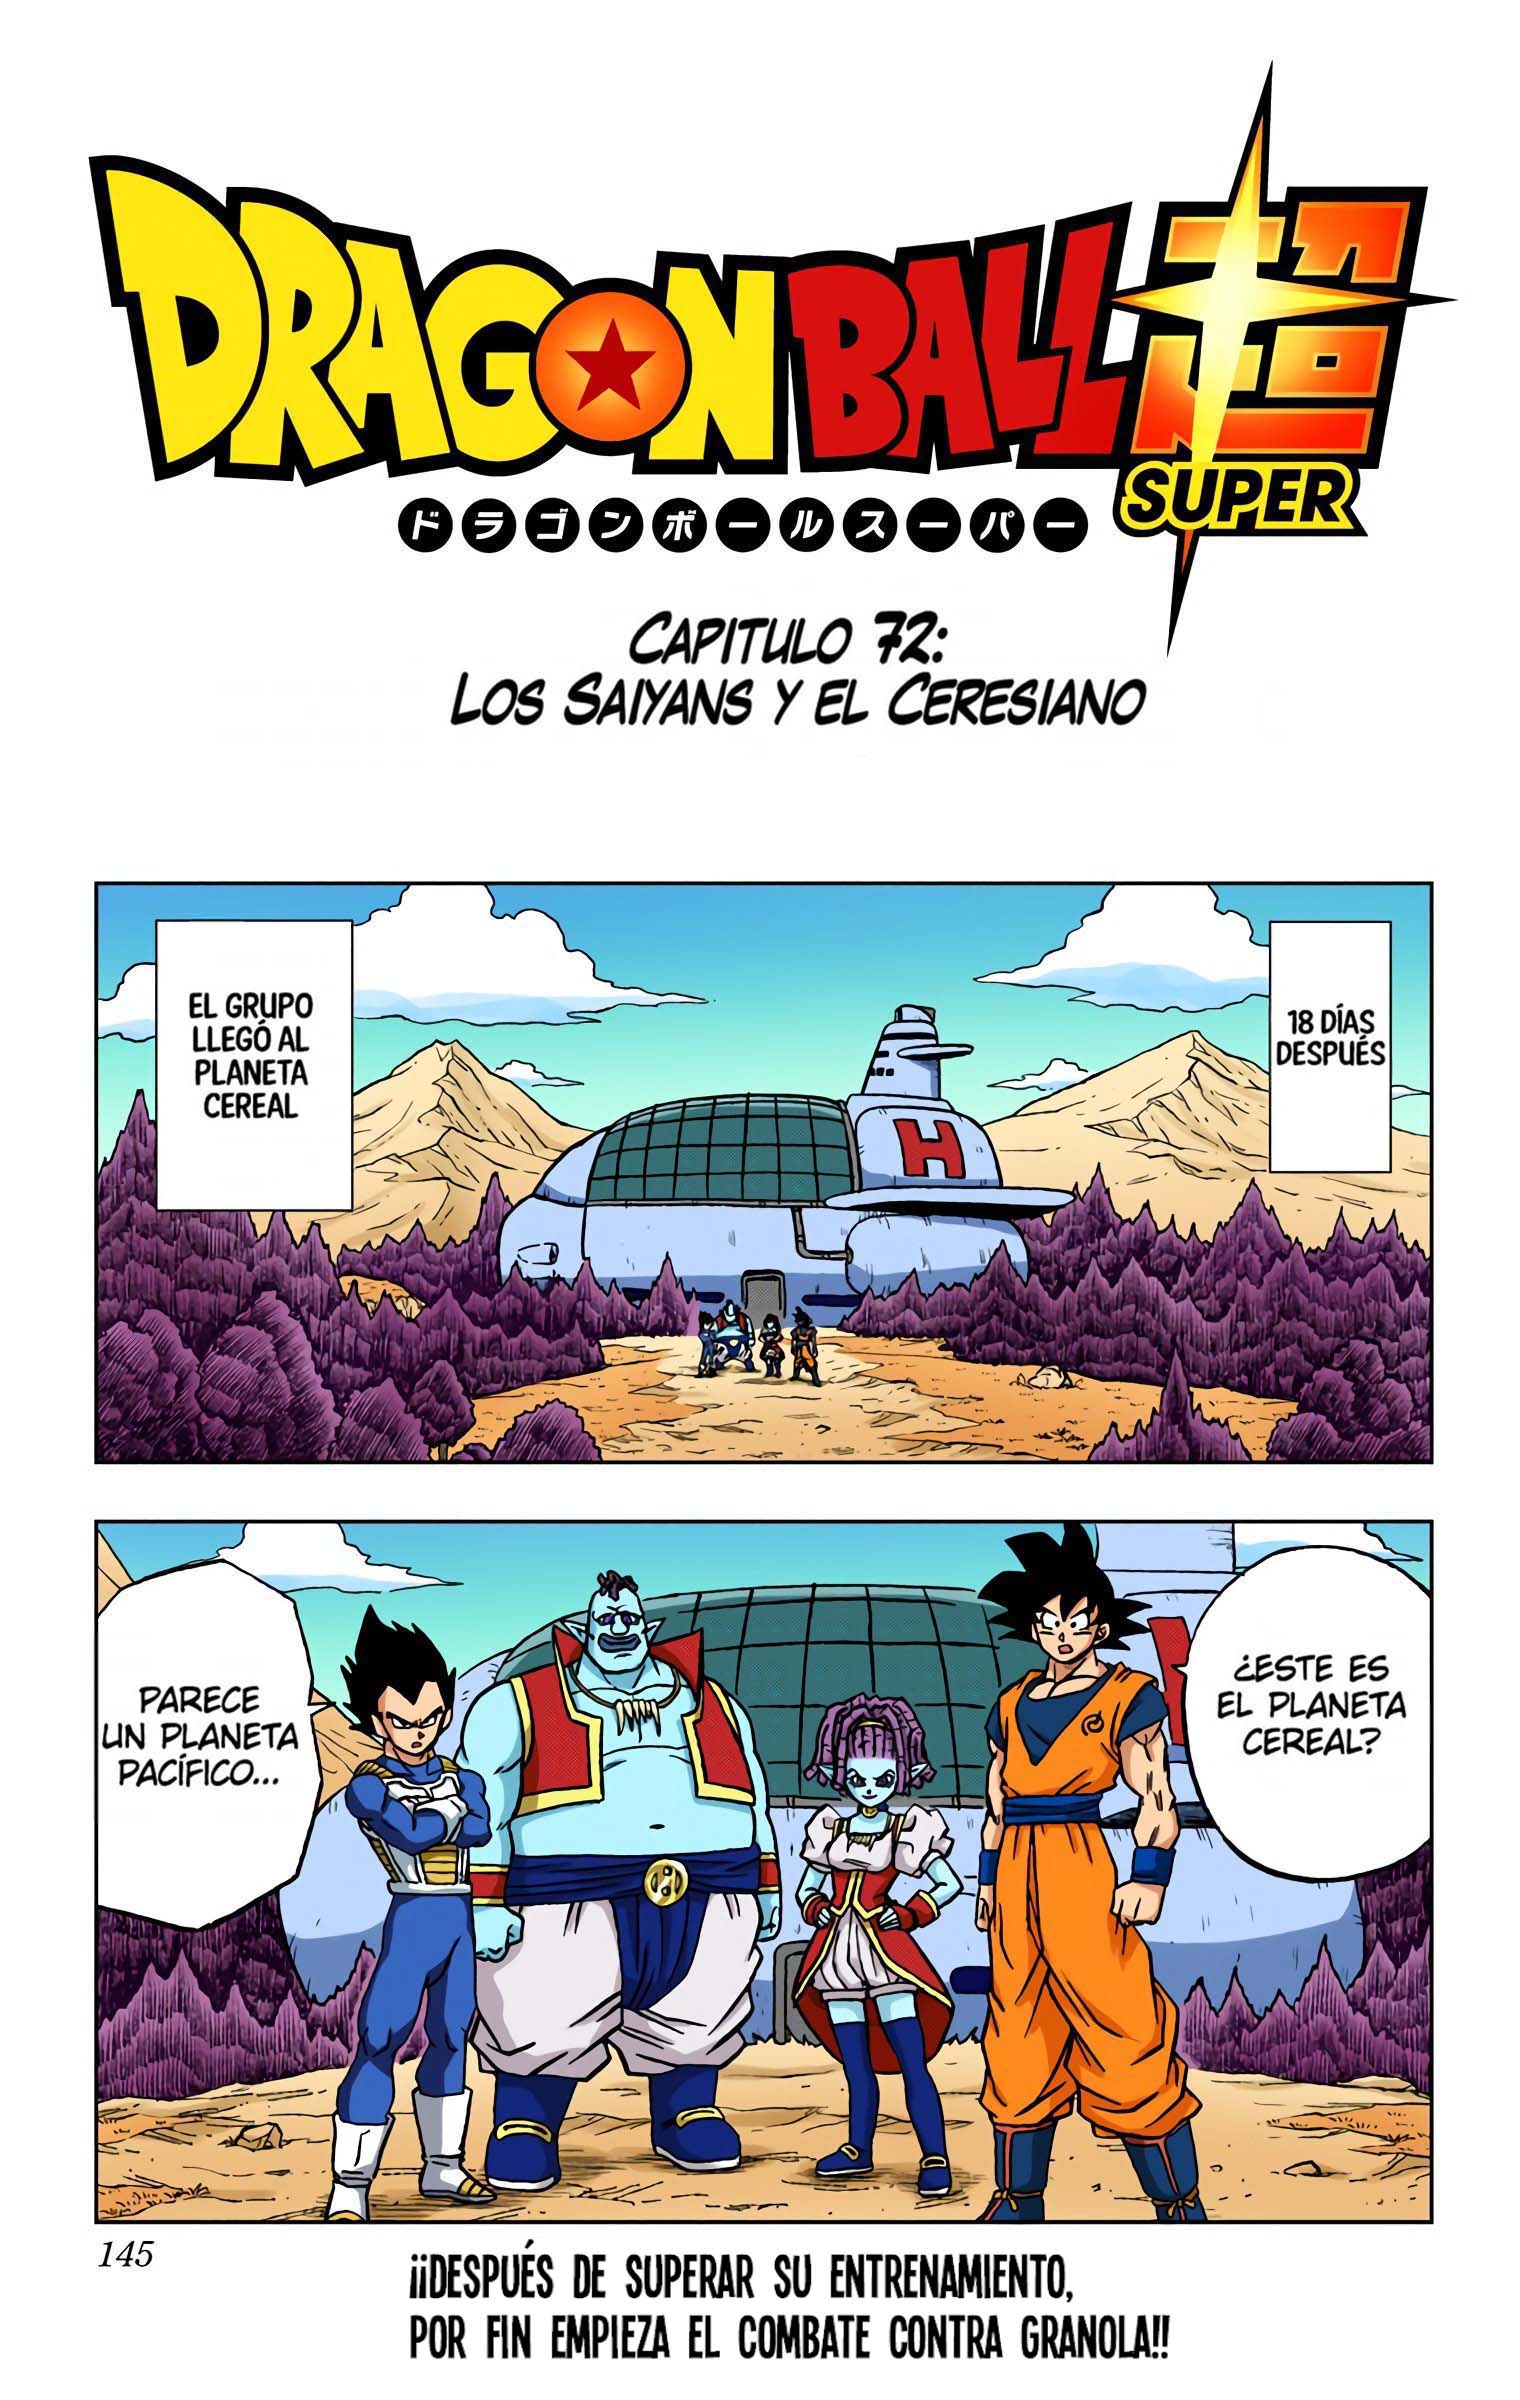 DRAGON BALL 超
SUPER
ドラゴンボールスーパー
CAPITULO 72:
LOS SAIYANS Y EL CERESIANO
18 DÍAS
DESPUÉS
EL GRUPO
LLEGÓ AL
PLANETA
CEREAL
H
¿ESTE ES
EL PLANETA
CEREAL?
PARECE
UN PLANETA
PACÍFICO...
145
¡¡DESPUÉS DE SUPERAR SU ENTRENAMIENTO,
POR FIN EMPIEZA EL COMBATE CONTRA GRANOLA!!